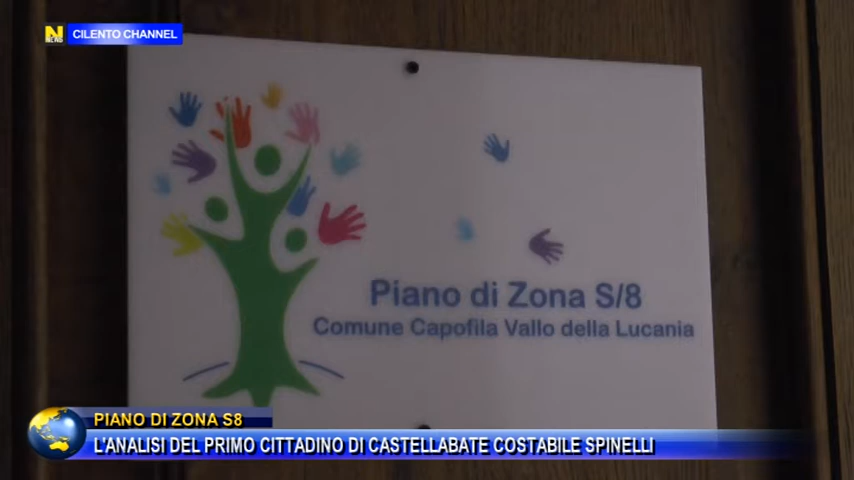 N
NEWS
CILENTO CHANNEL
Piano di Zona S/8
Comune Capofila Vallo della Lucania
PIANO DI ZONA S8
L'ANALISI DEL PRIMO CITTADINO DI CASTELLABATE COSTABILE SPINELLI